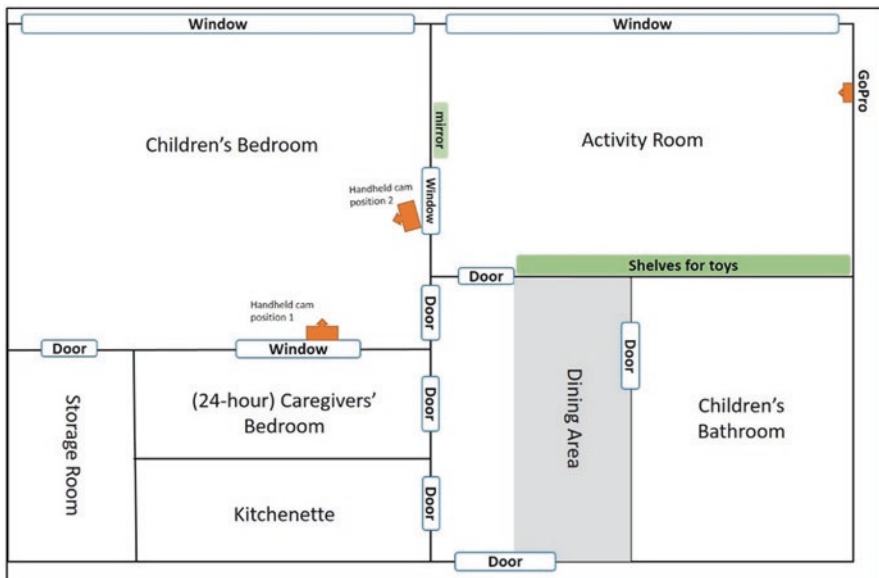 Window
Window
GoPro
mirror
Children's Bedroom
Activity Room
Handheld cam
position 2
Window
Shelves for toys
Door
Handheld cam
position 1
Door
Door
Window
Door
Storage Room
(24-hour) Caregivers'
Bedroom
Door
Dining Area
Children's
Bathroom
Kitchenette
Door
Door